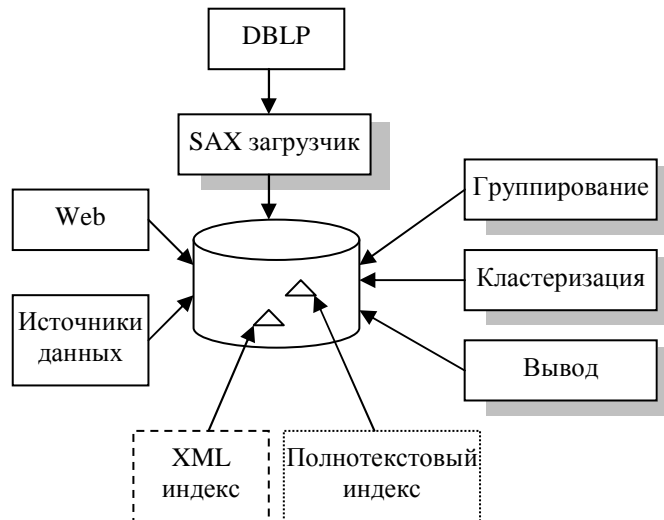 DBLP
SAX загрузчик
Web
Группирование
Кластеризация
Источники
данных
Вывод
XML
индекс
Полнотекстовый
индекс